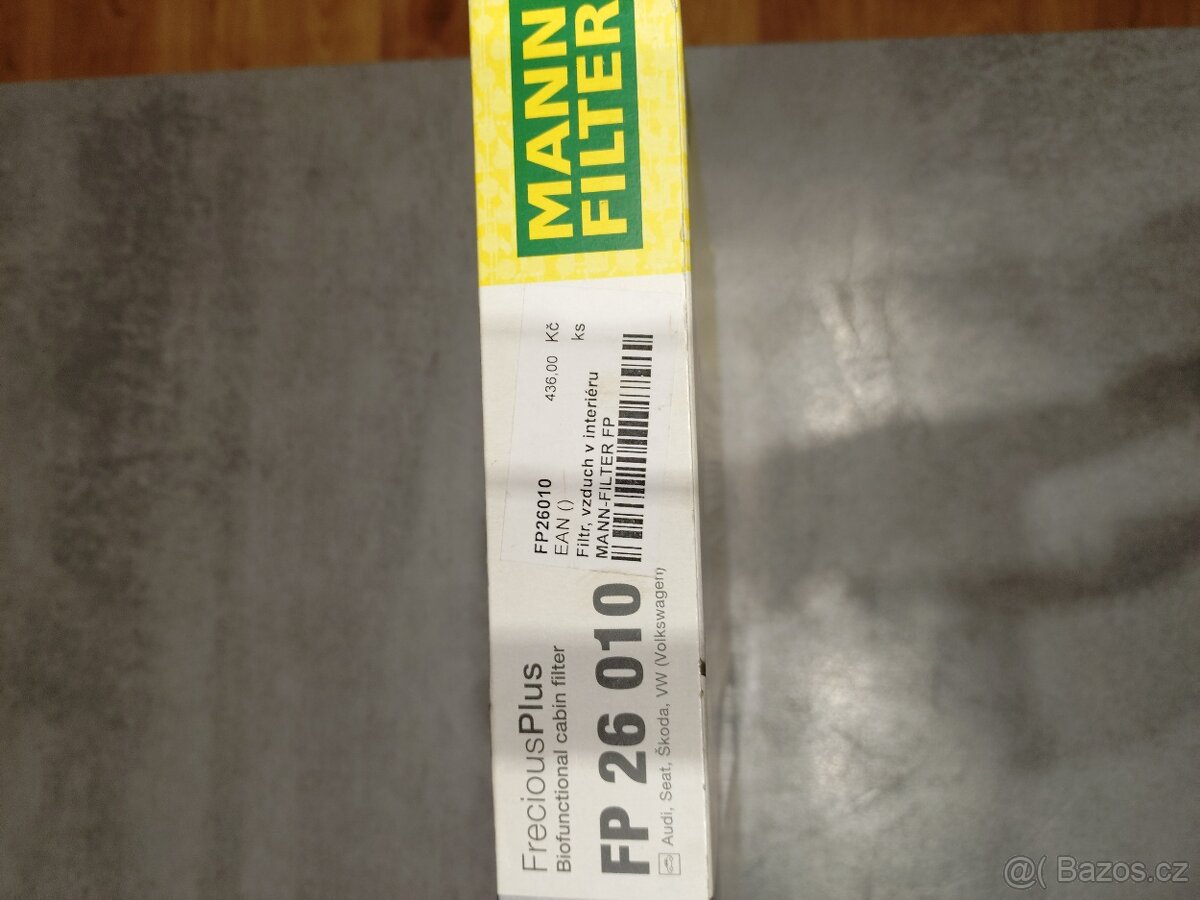 MANN
FILTER
FreciousPlus
Biofunctional cabin filter
FP 26 010
Audi, Seat, Škoda, VW (Volkswagen)
FP26010
436,00 Kč
EAN ()
ks
Filtr, vzduch v interiéru
MANN-FILTER FP
@( Bazos.cz